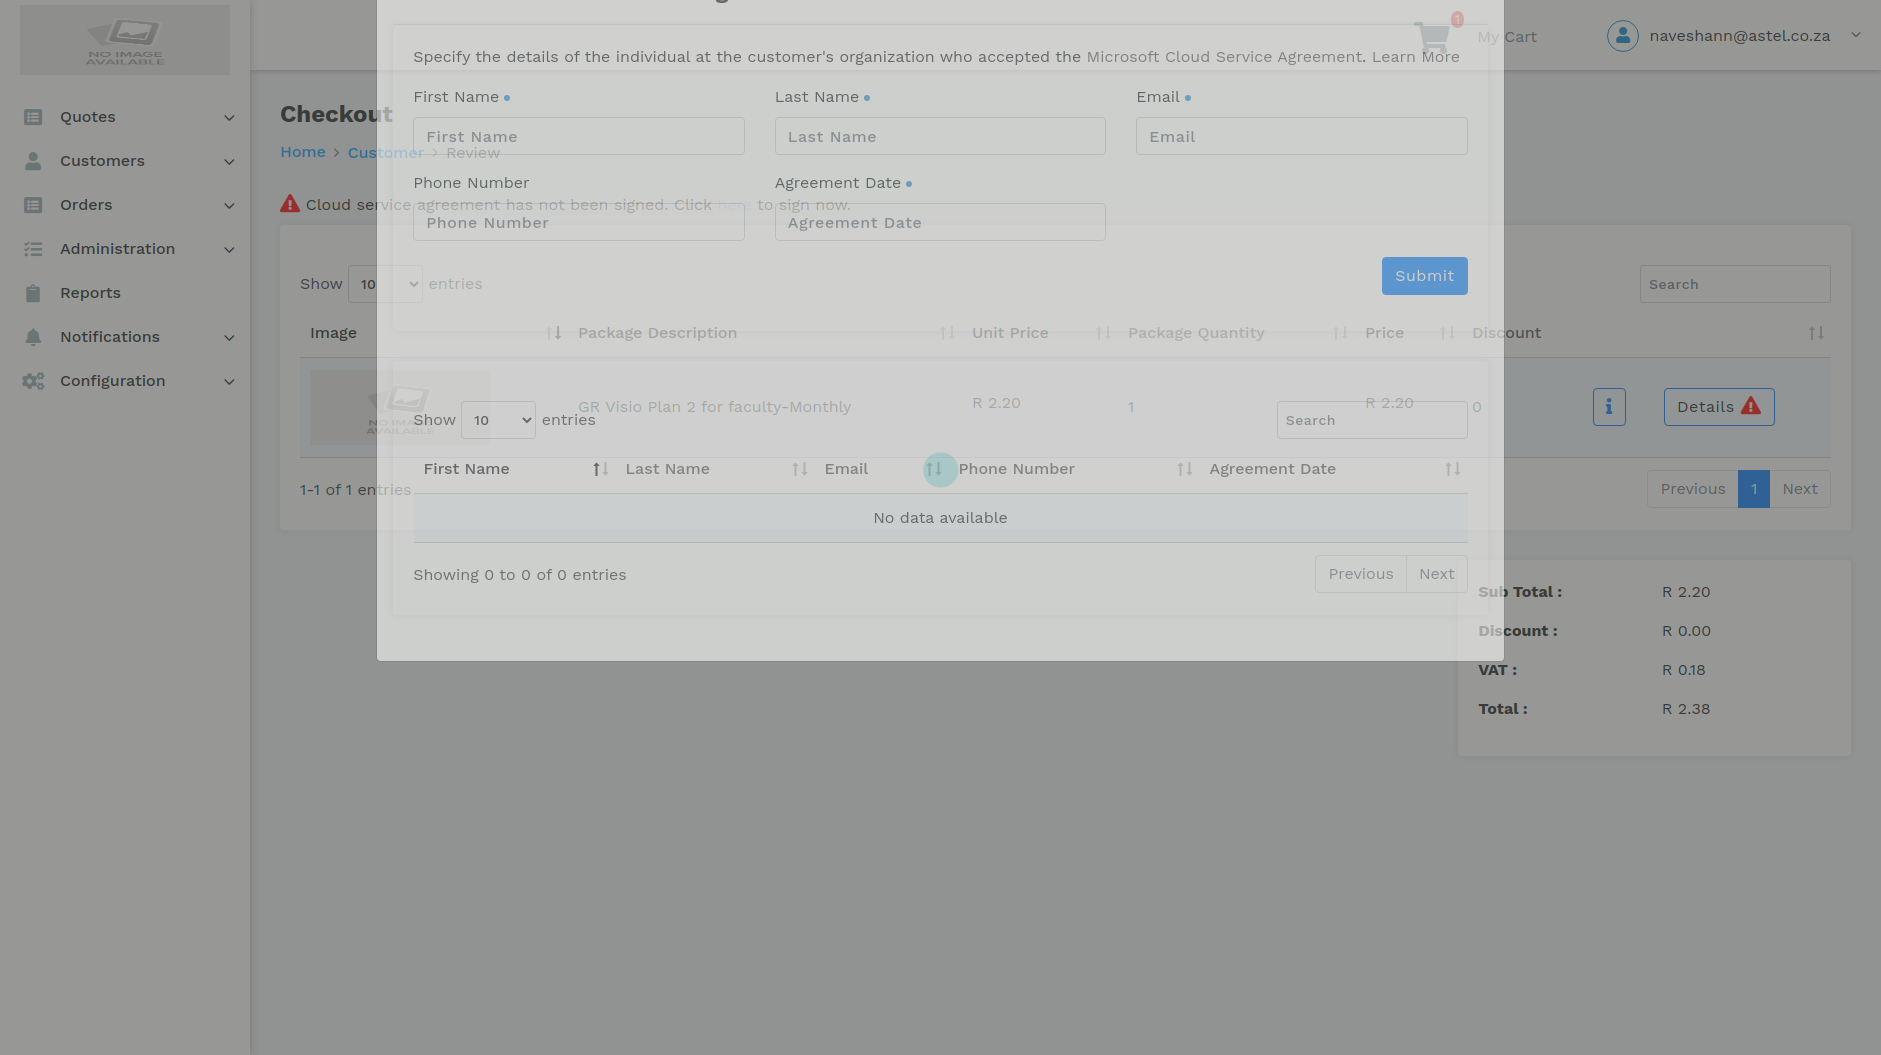 NO IMAGE
AVAILABLE
1
My Cart
naveshann@astel.co.za
Quotes
Customers
Orders
Administration
Reports
Notifications
Configuration
Checkout
Home > Customer > Review
Cloud service agreement has not been signed. Click here to sign now.
Specify the details of the individual at the customer's organization who accepted the Microsoft Cloud Service Agreement. Learn More
First Name
Last Name
Email
First Name
Last Name
Email
Phone Number
Agreement Date
Phone Number
Agreement Date
Submit
Show 10 entries
Search
Image
Package Description
Unit Price
Package Quantity
Price
Discount
NO IMAGE
AVAILABLE
GR Visio Plan 2 for faculty-Monthly
R 2.20
1
R 2.20
0
i
Details
1-1 of 1 entries
Previous 1 Next
Show 10 entries
Search
First Name
Last Name
Email
Phone Number
Agreement Date
No data available
Showing 0 to 0 of 0 entries
Previous Next
Sub Total : R 2.20
Discount : R 0.00
VAT : R 0.18
Total : R 2.38